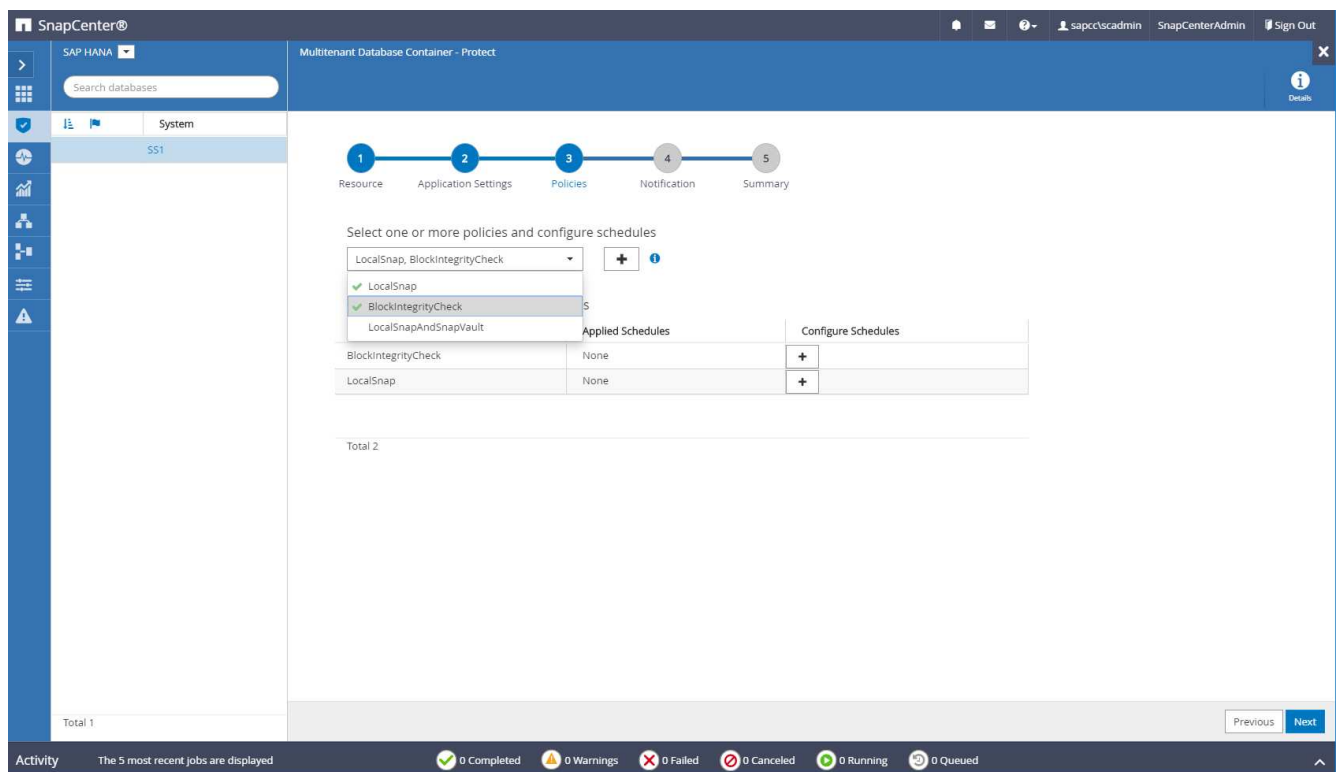 SnapCenter®
sapcc\scadmin SnapCenterAdmin Sign Out
SAP HANA
Multitenant Database Container - Protect
Search databases
Details
System
SS1
1 2 3 4 5
Resource Application Settings Policies Notification Summary
Select one or more policies and configure schedules
LocalSnap, BlockIntegrityCheck
LocalSnap
BlockIntegrityCheck
LocalSnapAndSnapVault
s
Applied Schedules Configure Schedules
BlockIntegrityCheck None
LocalSnap None
Total 2
Total 1
Previous Next
Activity The 5 most recent jobs are displayed 0 Completed 0 Warnings 0 Failed 0 Canceled 0 Running 0 Queued